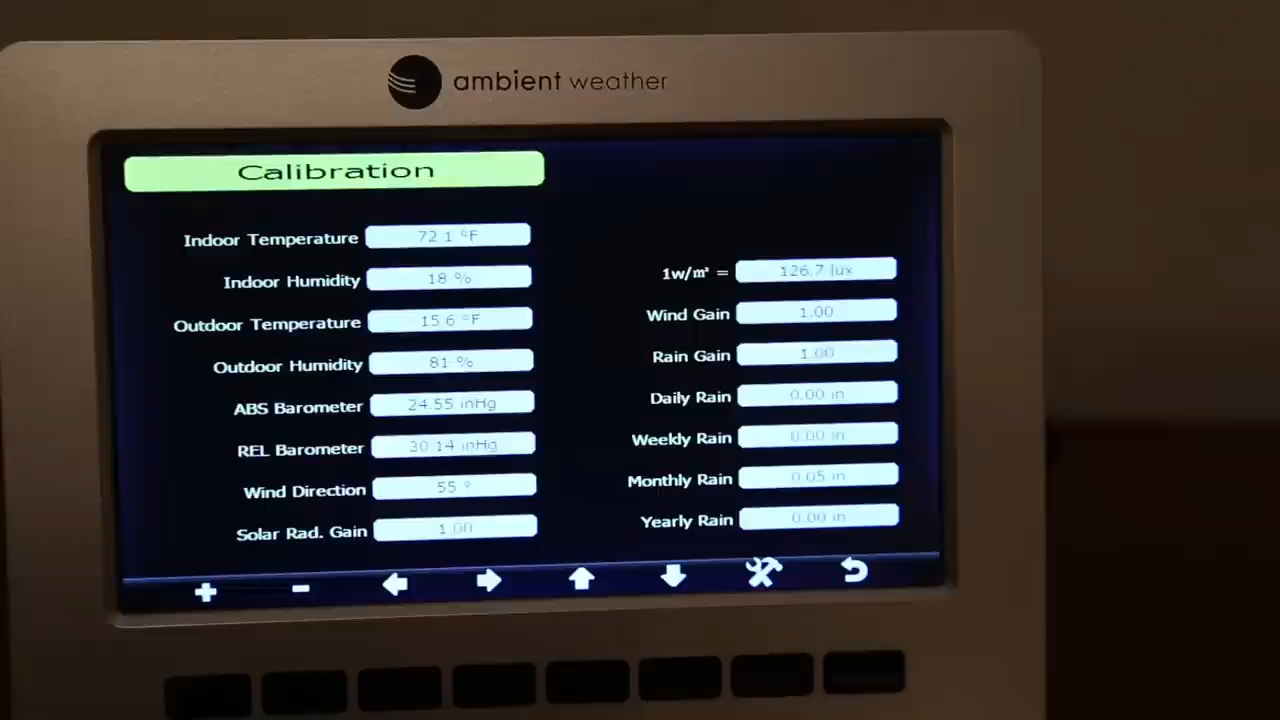 ambient weather
Calibration
Indoor Temperature 72.1 °F
Indoor Humidity 18 %
Outdoor Temperature 15.6 °F
Outdoor Humidity 81 %
ABS Barometer 24.55 inHg
REL Barometer 30.14 inHg
Wind Direction 55 °
Solar Rad. Gain 1.00
1w/㎡ = 126.7 lux
Wind Gain 1.00
Rain Gain 1.00
Daily Rain 0.00 in
Weekly Rain 0.00 in
Monthly Rain 0.05 in
Yearly Rain 0.00 in